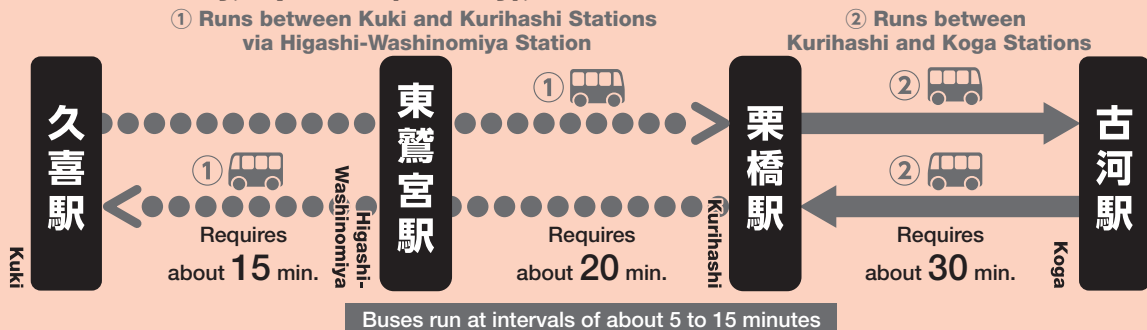 ① Runs between Kuki and Kurihashi Stations
via Higashi-Washinomiya Station
② Runs between
Kurihashi and Koga Stations
久喜駅
Kuki
東鷲宮駅
Higashi-
Washinomiya
栗橋駅
Kurihashi
古河駅
Koga
①
②
①
②
Requires
about 15 min.
Requires
about 20 min.
Requires
about 30 min.
Buses run at intervals of about 5 to 15 minutes